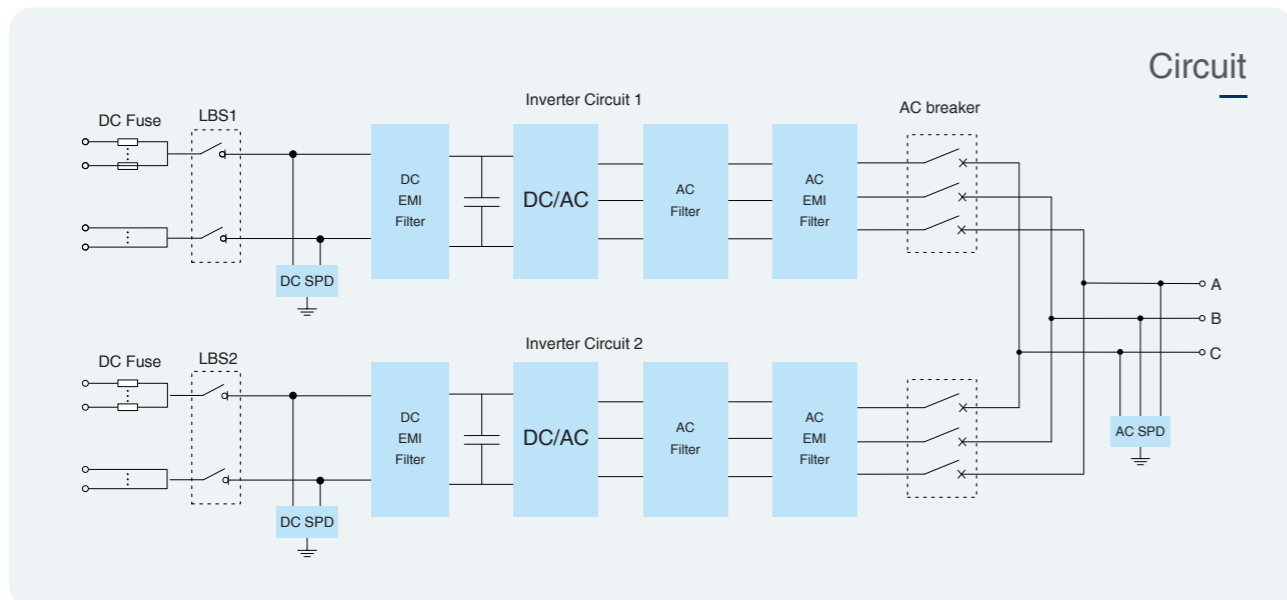 Circuit
Inverter Circuit 1
AC breaker
DC Fuse
LBS1
DC
EMI
Filter
DC/AC
AC
Filter
AC
EMI
Filter
DC SPD
A
B
C
Inverter Circuit 2
DC Fuse
LBS2
DC
EMI
Filter
DC/AC
AC
Filter
AC
EMI
Filter
AC SPD
DC SPD